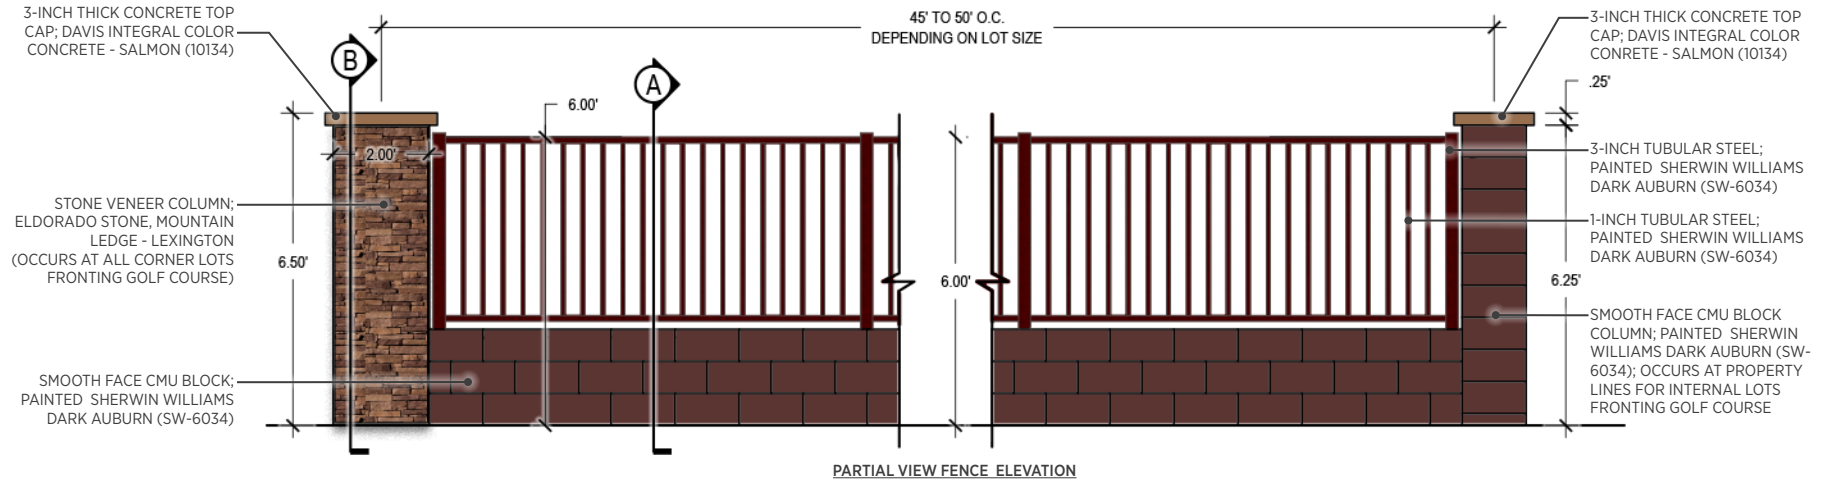 3-INCH THICK CONCRETE TOP
CAP; DAVIS INTEGRAL COLOR
CONCRETE - SALMON (10134)
B
A
45' TO 50' O.C.
DEPENDING ON LOT SIZE
3-INCH THICK CONCRETE TOP
CAP; DAVIS INTEGRAL COLOR
CONRETE - SALMON (10134)
.25'
6.00'
2.00'
3-INCH TUBULAR STEEL;
PAINTED SHERWIN WILLIAMS
DARK AUBURN (SW-6034)
STONE VENEER COLUMN;
ELDORADO STONE, MOUNTAIN
LEDGE - LEXINGTON
(OCCURS AT ALL CORNER LOTS
FRONTING GOLF COURSE)
6.50'
1-INCH TUBULAR STEEL;
PAINTED SHERWIN WILLIAMS
DARK AUBURN (SW-6034)
6.00'
6.25'
SMOOTH FACE CMU BLOCK
COLUMN; PAINTED SHERWIN
WILLIAMS DARK AUBURN (SW-
6034); OCCURS AT PROPERTY
LINES FOR INTERNAL LOTS
FRONTING GOLF COURSE
SMOOTH FACE CMU BLOCK;
PAINTED SHERWIN WILLIAMS
DARK AUBURN (SW-6034)
PARTIAL VIEW FENCE ELEVATION